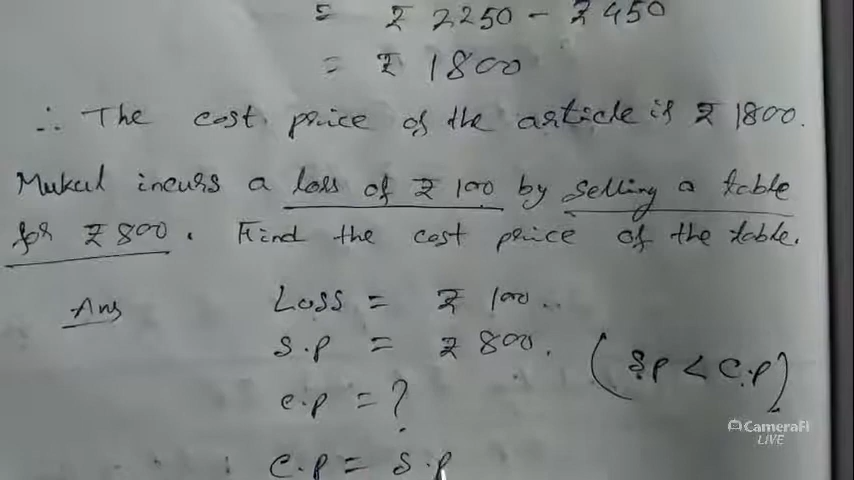 = ₹ 2250 - ₹ 450
= ₹ 1800
∴ The cost price of the article is ₹ 1800.
Mukul incurs a loss of ₹ 100 by selling a table
for ₹ 800. Find the cost price of the table.
Ans Loss = ₹ 100..
S.P = ₹ 800. (SP < C.P)
C.P = ?
C.P = S.P
CameraFi
LIVE